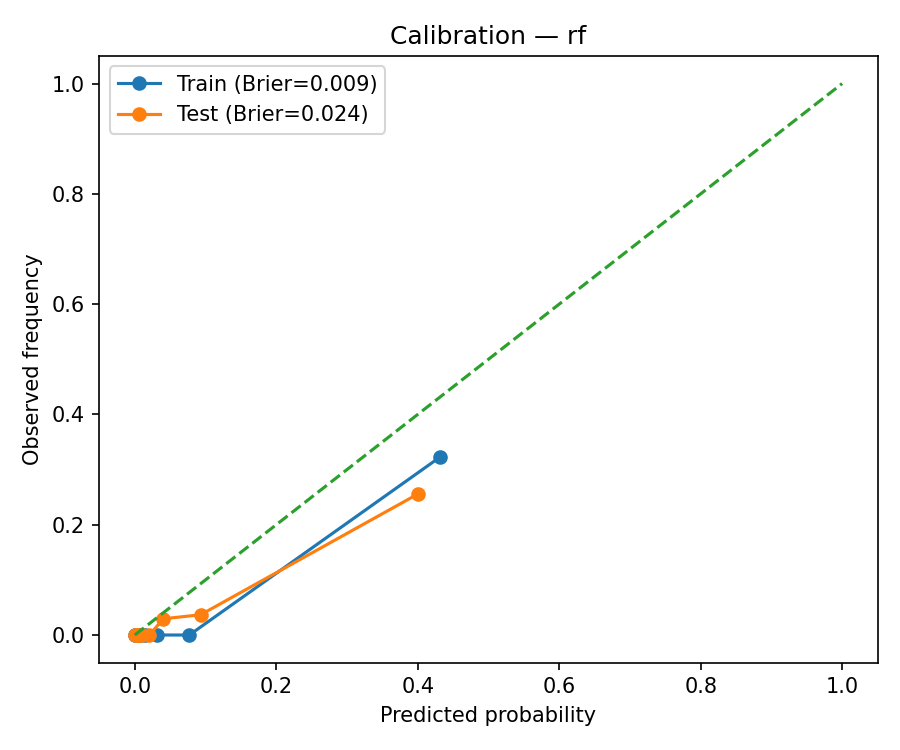 Calibration — rf
Train (Brier=0.009)
Test (Brier=0.024)
Observed frequency
1.0
0.8
0.6
0.4
0.2
0.0
0.0 0.2 0.4 0.6 0.8 1.0
Predicted probability